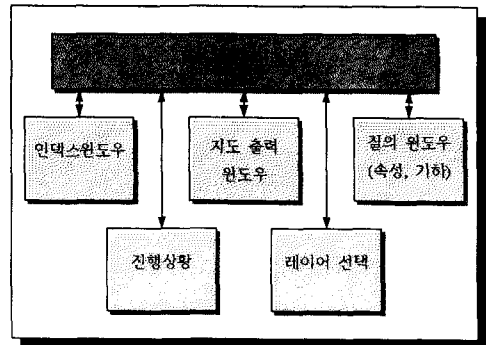 인덱스윈도우
지도 출력
윈도우
질의 윈도우
(속성, 기하)
진행상황
레이어 선택